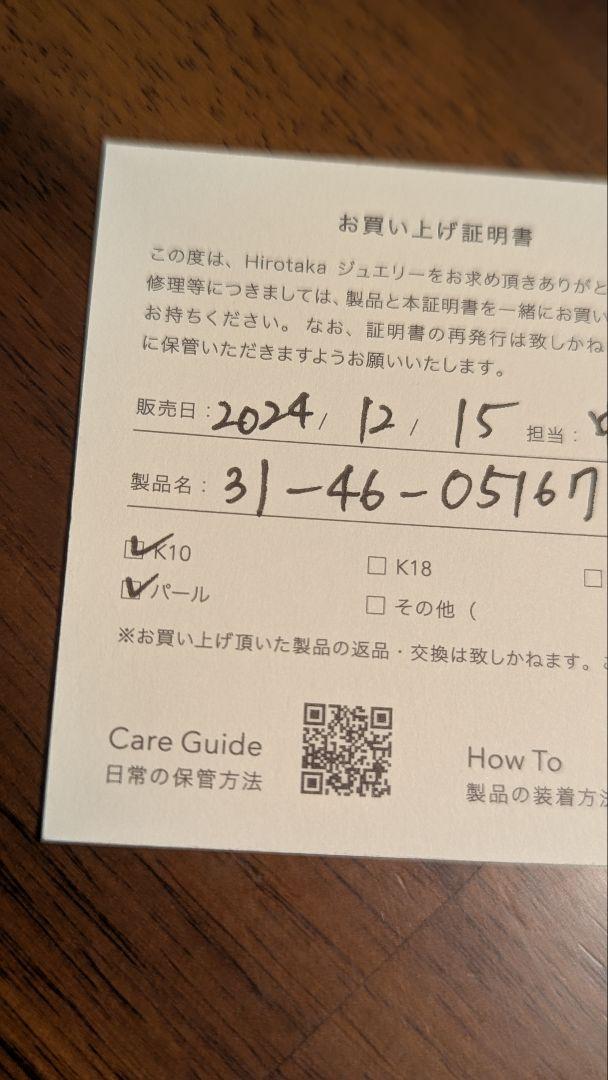 お買い上げ証明書
この度は、Hirotaka ジュエリーをお求め頂きありがと
修理等につきましては、製品と本証明書を一緒にお買い
お持ちください。 なお、証明書の再発行は致しかね
に保管いただきますようお願いいたします。
販売日：2024 / 12 / 15 担当：
製品名：31-46-05167
☑ K10 □ K18 □
☑ パール □ その他（
※お買い上げ頂いた製品の返品・交換は致しかねます。
Care Guide How To
日常の保管方法 製品の装着方法